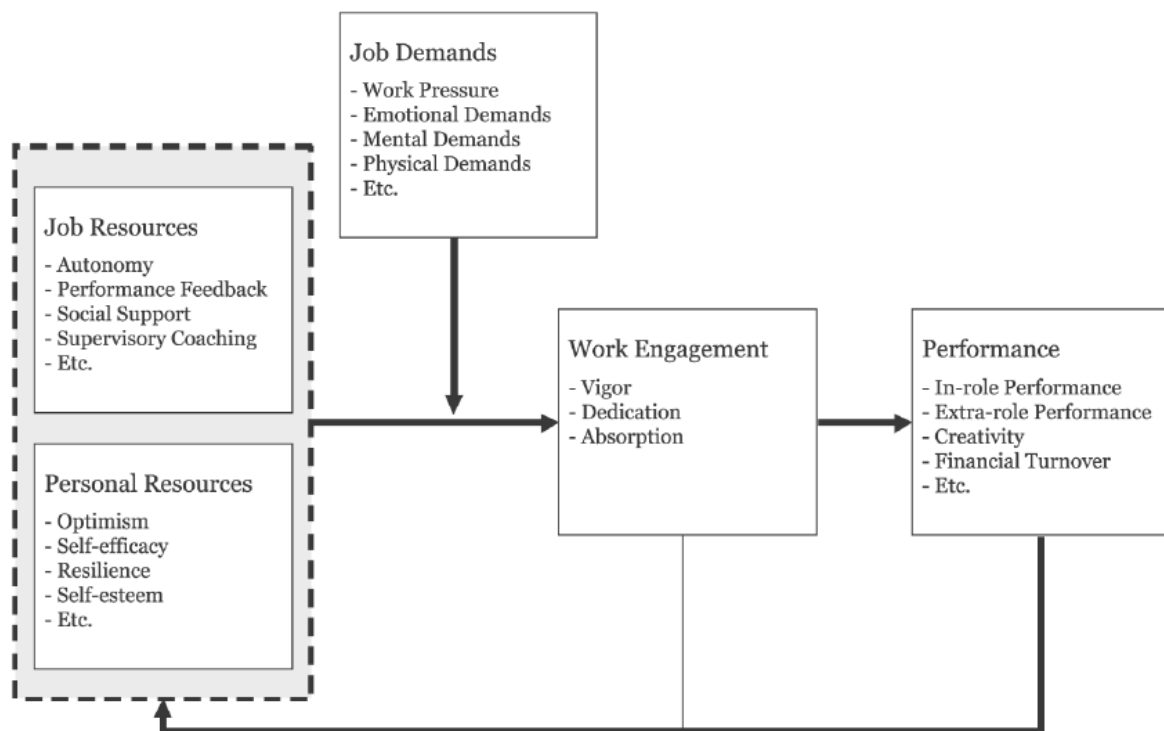 Job Demands
- Work Pressure
- Emotional Demands
- Mental Demands
- Physical Demands
- Etc.
Job Resources
- Autonomy
- Performance Feedback
- Social Support
- Supervisory Coaching
- Etc.
Personal Resources
- Optimism
- Self-efficacy
- Resilience
- Self-esteem
- Etc.
Work Engagement
- Vigor
- Dedication
- Absorption
Performance
- In-role Performance
- Extra-role Performance
- Creativity
- Financial Turnover
- Etc.